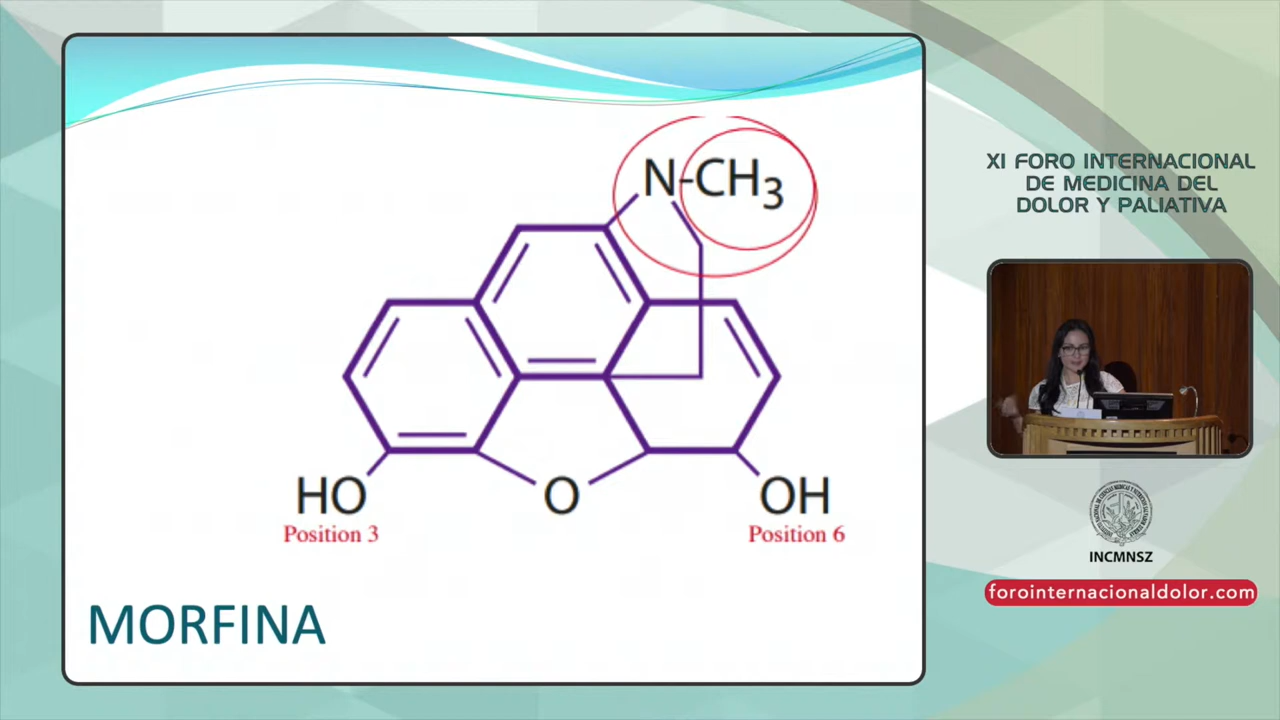 N-CH3
HO
Position 3
O
OH
Position 6
MORFINA
XI FORO INTERNACIONAL
DE MEDICINA DEL
DOLOR Y PALIATIVA
INCMNSZ
forointernacionaldolor.com